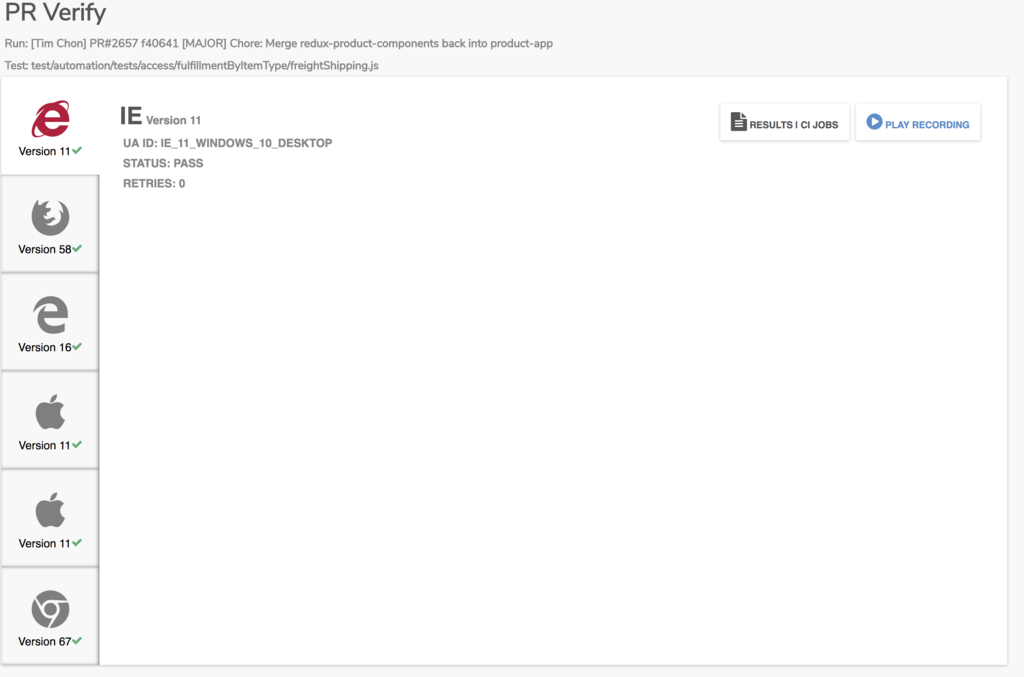 PR Verify
Run: [Tim Chon] PR#2657 f40641 [MAJOR] Chore: Merge redux-product-components back into product-app
Test: test/automation/tests/access/fulfillmentByItemType/freightShipping.js
Version 11
IE Version 11
UA ID: IE_11_WINDOWS_10_DESKTOP
STATUS: PASS
RETRIES: 0
RESULTS | CI JOBS
PLAY RECORDING
Version 58
Version 16
Version 11
Version 11
Version 67